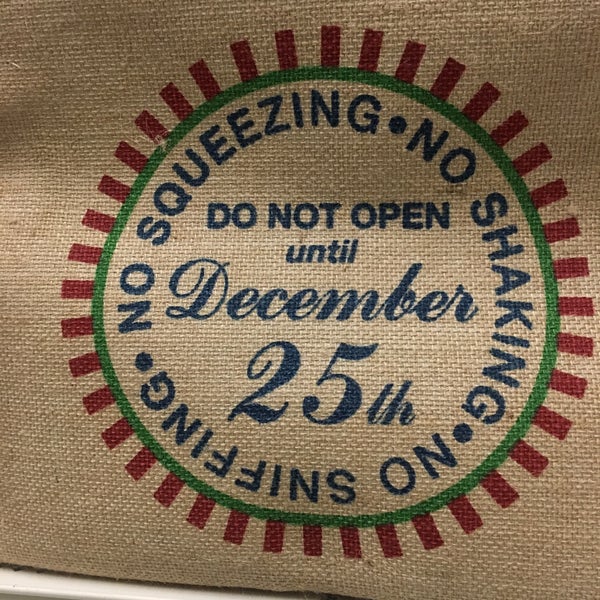 NO SQUEEZING • NO SHAKING • NO SNIFFING •
DO NOT OPEN
until
December
25th